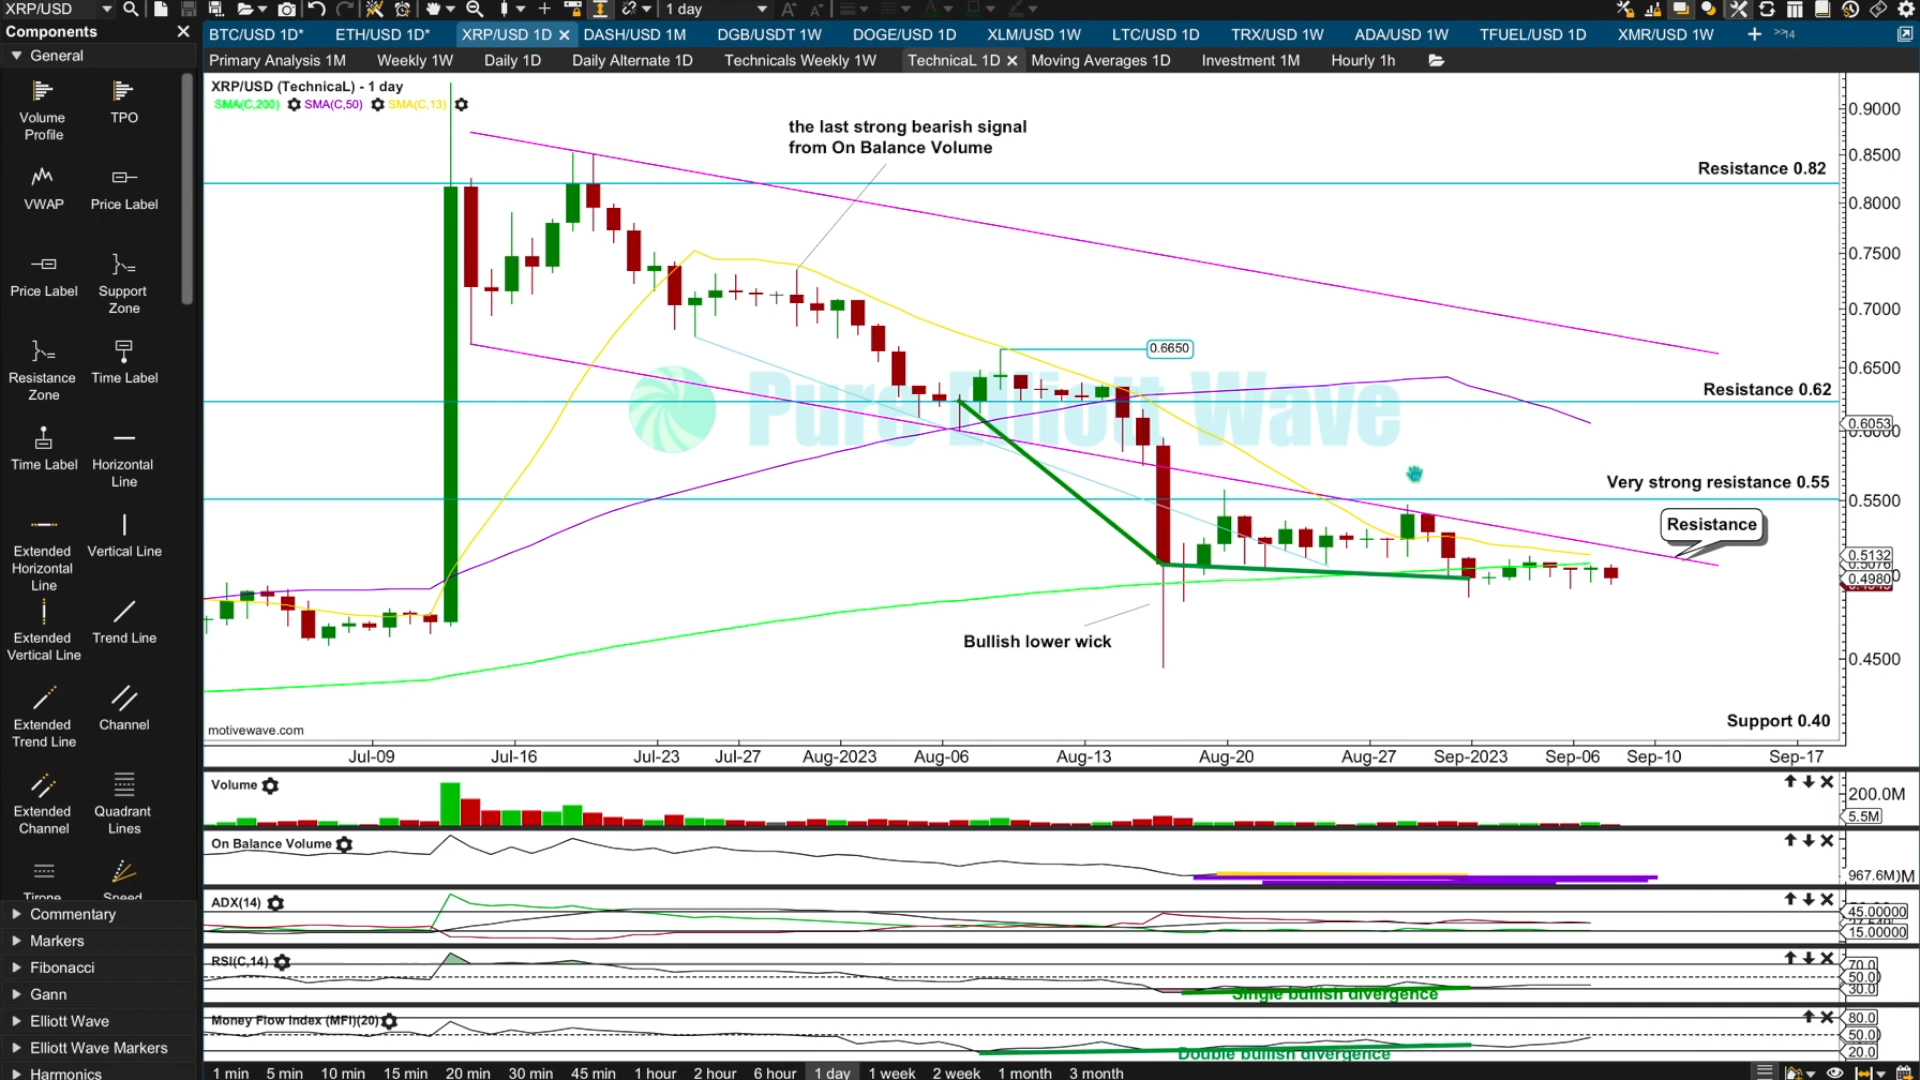 XRP/USD
1 day
Components
General
Volume Profile
TPO
VWAP
Price Label
Price Label
Support Zone
Resistance Zone
Time Label
Time Label
Horizontal Line
Extended Horizontal Line
Vertical Line
Extended Vertical Line
Trend Line
Extended Trend Line
Channel
Extended Channel
Quadrant Lines
Tirone
Speed
Commentary
Markers
Fibonacci
Gann
Elliott Wave
Elliott Wave Markers
Harmonics
BTC/USD 1D*
ETH/USD 1D*
XRP/USD 1D
DASH/USD 1M
DGB/USDT 1W
DOGE/USD 1D
XLM/USD 1W
LTC/USD 1D
TRX/USD 1W
ADA/USD 1W
TFUEL/USD 1D
XMR/USD 1W
>>14
Primary Analysis 1M
Weekly 1W
Daily 1D
Daily Alternate 1D
Technicals Weekly 1W
TechnicaL 1D
Moving Averages 1D
Investment 1M
Hourly 1h
XRP/USD (TechnicaL) - 1 day
SMA(C,200)
SMA(C,50)
SMA(C,13)
the last strong bearish signal
from On Balance Volume
Resistance 0.82
0.6650
Pure Elliott Wave
Resistance 0.62
Very strong resistance 0.55
Resistance
Bullish lower wick
Support 0.40
motivewave.com
0.9000
0.8500
0.8000
0.7500
0.7000
0.6500
0.6053
0.6000
0.5500
0.5132
0.4980
0.4500
Jul-09
Jul-16
Jul-23
Jul-27
Aug-2023
Aug-06
Aug-13
Aug-20
Aug-27
Sep-2023
Sep-06
Sep-10
Sep-17
Volume
200.0M
5.5M
On Balance Volume
967.6M
ADX(14)
45.00000
15.00000
RSI(C,14)
70.0
50.0
30.0
Single bullish divergence
Money Flow Index (MFI)(20)
80.0
50.0
20.0
Double bullish divergence
1 min
5 min
10 min
15 min
20 min
30 min
45 min
1 hour
2 hour
6 hour
1 day
1 week
2 week
1 month
3 month